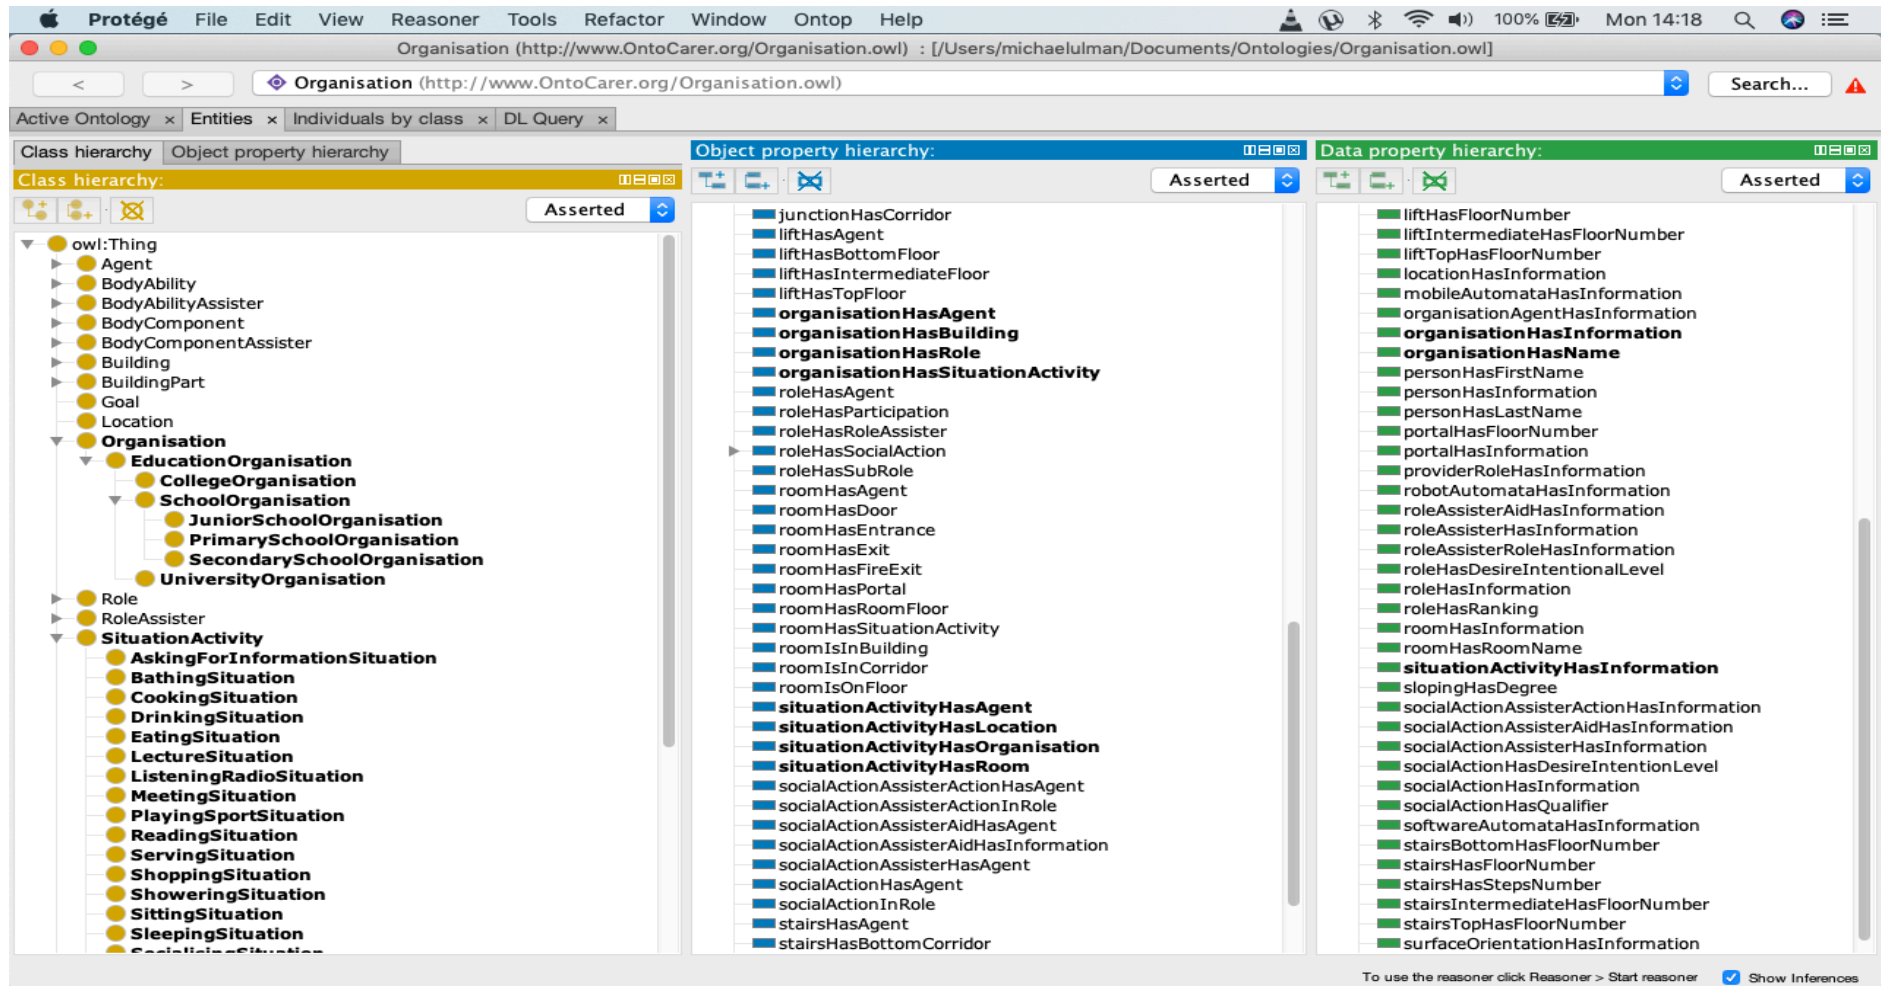 Protégé File Edit View Reasoner Tools Refactor Window Ontop Help 100% Mon 14:18
Organisation (http://www.OntoCarer.org/Organisation.owl) : [/Users/michaelulman/Documents/Ontologies/Organisation.owl]
< > Organisation (http://www.OntoCarer.org/Organisation.owl) Search...
Active Ontology × Entities × Individuals by class × DL Query ×
Class hierarchy Object property hierarchy
Class hierarchy:
Asserted
owl:Thing
Agent
BodyAbility
BodyAbilityAssister
BodyComponent
BodyComponentAssister
Building
BuildingPart
Goal
Location
Organisation
EducationOrganisation
CollegeOrganisation
SchoolOrganisation
JuniorSchoolOrganisation
PrimarySchoolOrganisation
SecondarySchoolOrganisation
UniversityOrganisation
Role
RoleAssister
SituationActivity
AskingForInformationSituation
BathingSituation
CookingSituation
DrinkingSituation
EatingSituation
LectureSituation
ListeningRadioSituation
MeetingSituation
PlayingSportSituation
ReadingSituation
ServingSituation
ShoppingSituation
ShoweringSituation
SittingSituation
SleepingSituation
SocialisingSituation
Object property hierarchy:
Asserted
junctionHasCorridor
liftHasAgent
liftHasBottomFloor
liftHasIntermediateFloor
liftHasTopFloor
organisationHasAgent
organisationHasBuilding
organisationHasRole
organisationHasSituationActivity
roleHasAgent
roleHasParticipation
roleHasRoleAssister
roleHasSocialAction
roleHasSubRole
roomHasAgent
roomHasDoor
roomHasEntrance
roomHasExit
roomHasFireExit
roomHasPortal
roomHasRoomFloor
roomHasSituationActivity
roomIsInBuilding
roomIsInCorridor
roomIsOnFloor
situationActivityHasAgent
situationActivityHasLocation
situationActivityHasOrganisation
situationActivityHasRoom
socialActionAssisterActionHasAgent
socialActionAssisterActionInRole
socialActionAssisterAidHasAgent
socialActionAssisterAidHasInformation
socialActionAssisterHasAgent
socialActionHasAgent
socialActionInRole
stairsHasAgent
stairsHasBottomCorridor
Data property hierarchy:
Asserted
liftHasFloorNumber
liftIntermediateHasFloorNumber
liftTopHasFloorNumber
locationHasInformation
mobileAutomataHasInformation
organisationAgentHasInformation
organisationHasInformation
organisationHasName
personHasFirstName
personHasInformation
personHasLastName
portalHasFloorNumber
portalHasInformation
providerRoleHasInformation
robotAutomataHasInformation
roleAssisterAidHasInformation
roleAssisterHasInformation
roleAssisterRoleHasInformation
roleHasDesireIntentionalLevel
roleHasInformation
roleHasRanking
roomHasInformation
roomHasRoomName
situationActivityHasInformation
slopingHasDegree
socialActionAssisterActionHasInformation
socialActionAssisterAidHasInformation
socialActionAssisterHasInformation
socialActionHasDesireIntentionLevel
socialActionHasInformation
socialActionHasQualifier
softwareAutomataHasInformation
stairsBottomHasFloorNumber
stairsHasFloorNumber
stairsHasStepsNumber
stairsIntermediateHasFloorNumber
stairsTopHasFloorNumber
surfaceOrientationHasInformation
To use the reasoner click Reasoner > Start reasoner Show Inferences